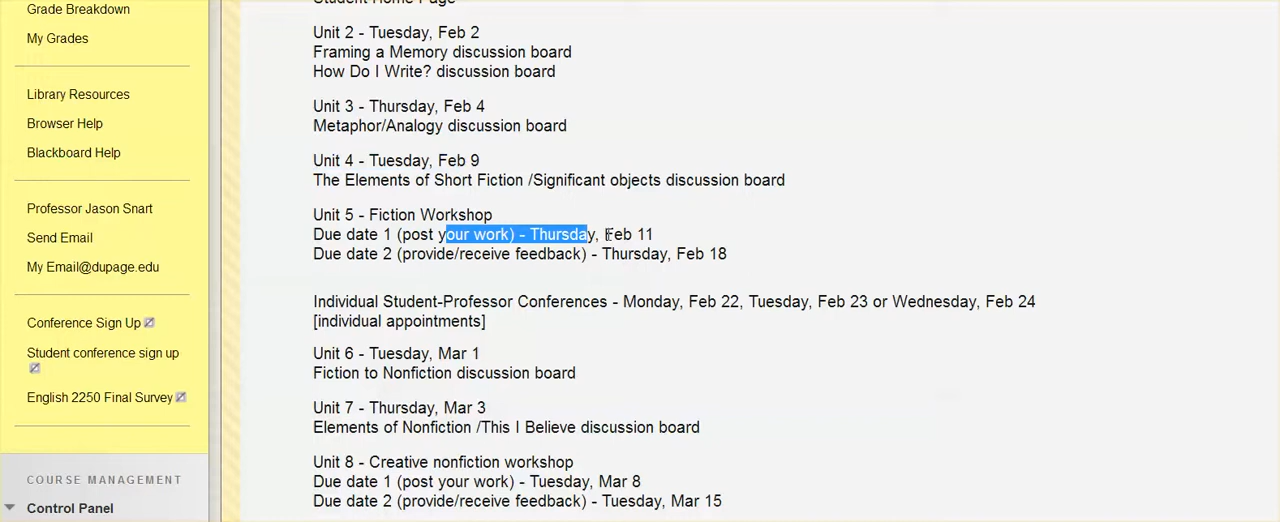 Grade Breakdown
My Grades
Library Resources
Browser Help
Blackboard Help
Professor Jason Snart
Send Email
My Email@dupage.edu
Conference Sign Up
Student conference sign up
English 2250 Final Survey
COURSE MANAGEMENT
Control Panel
Student Home Page
Unit 2 - Tuesday, Feb 2
Framing a Memory discussion board
How Do I Write? discussion board
Unit 3 - Thursday, Feb 4
Metaphor/Analogy discussion board
Unit 4 - Tuesday, Feb 9
The Elements of Short Fiction /Significant objects discussion board
Unit 5 - Fiction Workshop
Due date 1 (post your work) - Thursday, Feb 11
Due date 2 (provide/receive feedback) - Thursday, Feb 18
Individual Student-Professor Conferences - Monday, Feb 22, Tuesday, Feb 23 or Wednesday, Feb 24
[individual appointments]
Unit 6 - Tuesday, Mar 1
Fiction to Nonfiction discussion board
Unit 7 - Thursday, Mar 3
Elements of Nonfiction /This I Believe discussion board
Unit 8 - Creative nonfiction workshop
Due date 1 (post your work) - Tuesday, Mar 8
Due date 2 (provide/receive feedback) - Tuesday, Mar 15